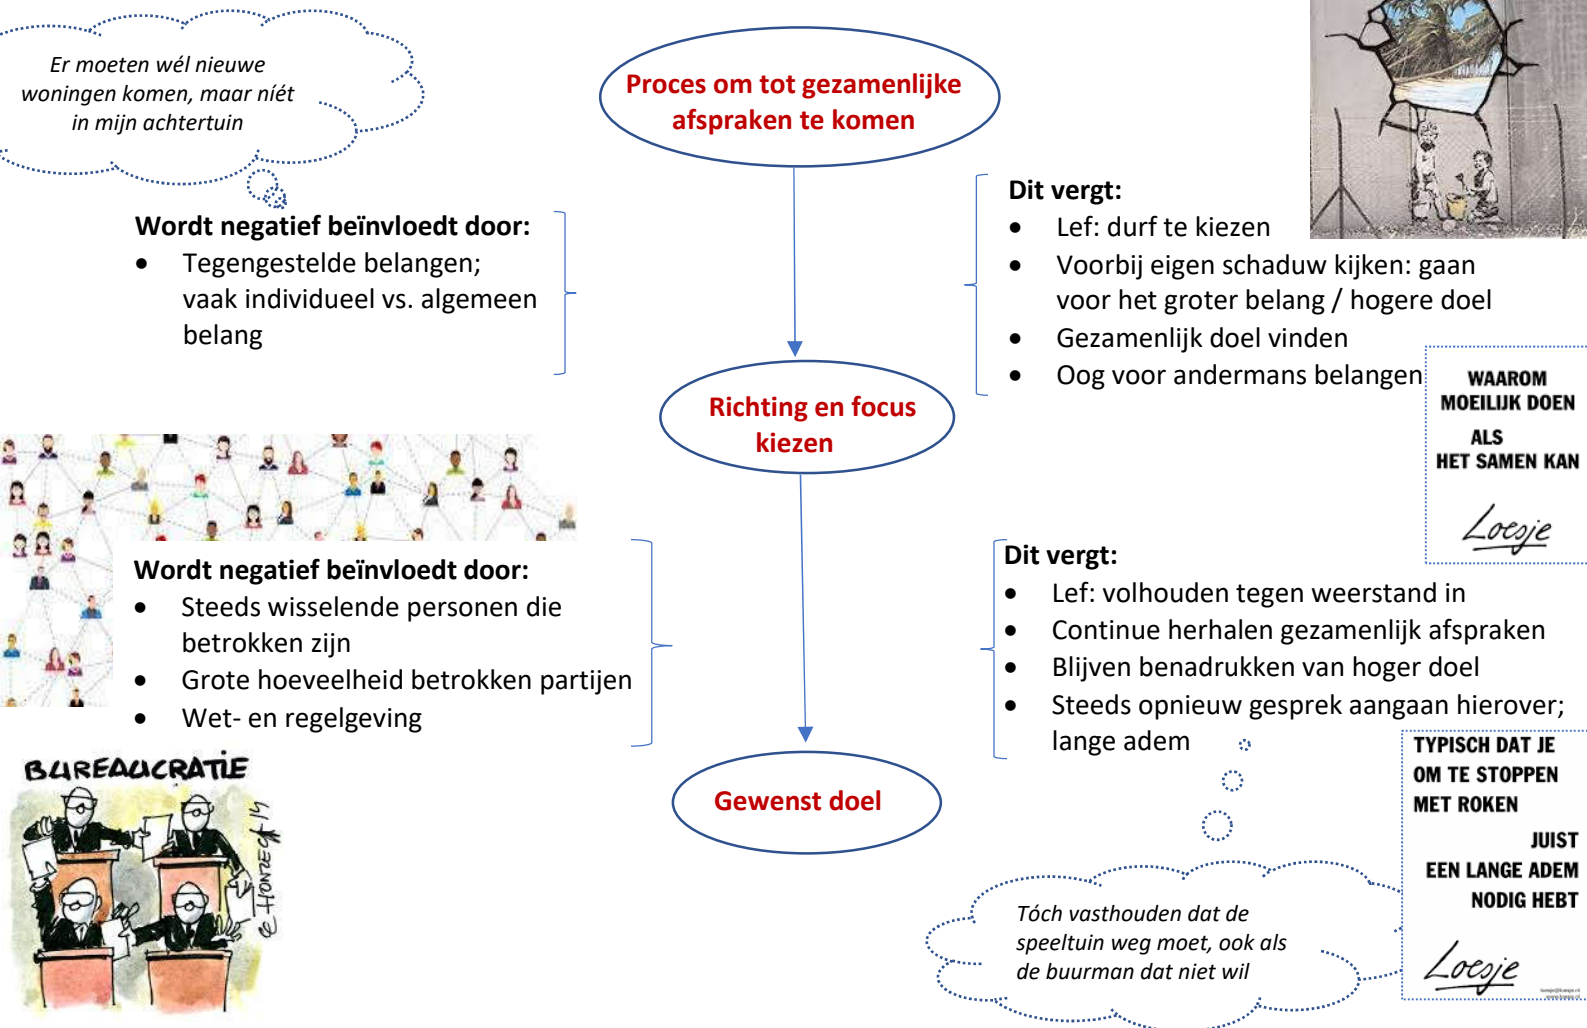 Er moeten wél nieuwe
woningen komen, maar níét
in mijn achtertuin
Proces om tot gezamenlijke
afspraken te komen
Wordt negatief beïnvloedt door:
• Tegengestelde belangen;
vaak individueel vs. algemeen
belang
Dit vergt:
• Lef: durf te kiezen
• Voorbij eigen schaduw kijken: gaan
voor het groter belang / hogere doel
• Gezamenlijk doel vinden
• Oog voor andermans belangen
WAAROM
MOEILIJK DOEN
ALS
HET SAMEN KAN
Loesje
Richting en focus
kiezen
Wordt negatief beïnvloedt door:
• Steeds wisselende personen die
betrokken zijn
• Grote hoeveelheid betrokken partijen
• Wet- en regelgeving
Dit vergt:
• Lef: volhouden tegen weerstand in
• Continue herhalen gezamenlijk afspraken
• Blijven benadrukken van hoger doel
• Steeds opnieuw gesprek aangaan hierover;
lange adem
BUREAUCRATIE
Gewenst doel
TYPISCH DAT JE
OM TE STOPPEN
MET ROKEN
JUIST
EEN LANGE ADEM
NODIG HEBT
Loesje
Tóch vasthouden dat de
speeltuin weg moet, ook als
de buurman dat niet wil